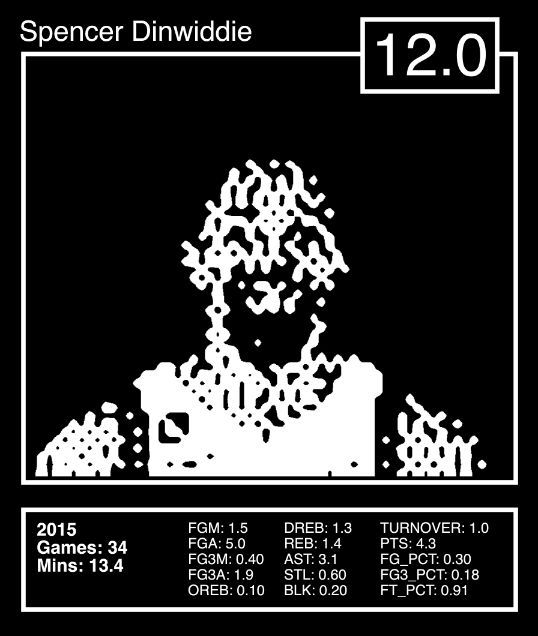 Spencer Dinwiddie
12.0
2015
Games: 34
Mins: 13.4
FGM: 1.5
FGA: 5.0
FG3M: 0.40
FG3A: 1.9
OREB: 0.10
DREB: 1.3
REB: 1.4
AST: 3.1
STL: 0.60
BLK: 0.20
TURNOVER: 1.0
PTS: 4.3
FG_PCT: 0.30
FG3_PCT: 0.18
FT_PCT: 0.91